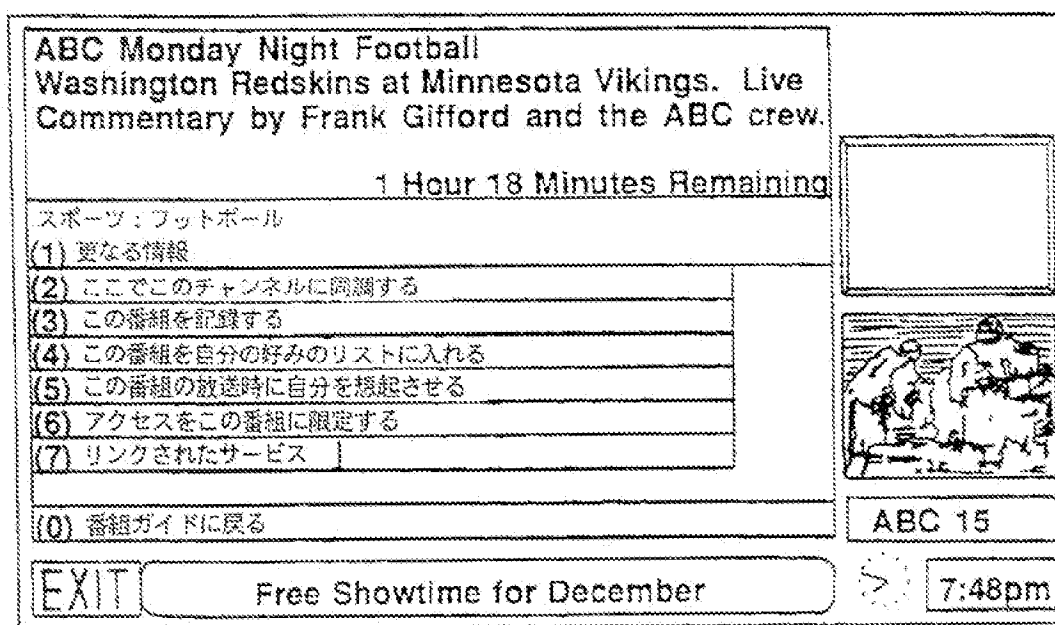 ABC Monday Night Football
Washington Redskins at Minnesota Vikings. Live
Commentary by Frank Gifford and the ABC crew.
1 Hour 18 Minutes Remaining
スポーツ：フットボール
(1) 更なる情報
(2) ここでこのチャンネルに同調する
(3) この番組を記録する
(4) この番組を自分の好みのリストに入れる
(5) この番組の放送時に自分を想起させる
(6) アクセスをこの番組に限定する
(7) リンクされたサービス
(0) 番組ガイドに戻る
ABC 15
EXIT
Free Showtime for December
7:48pm